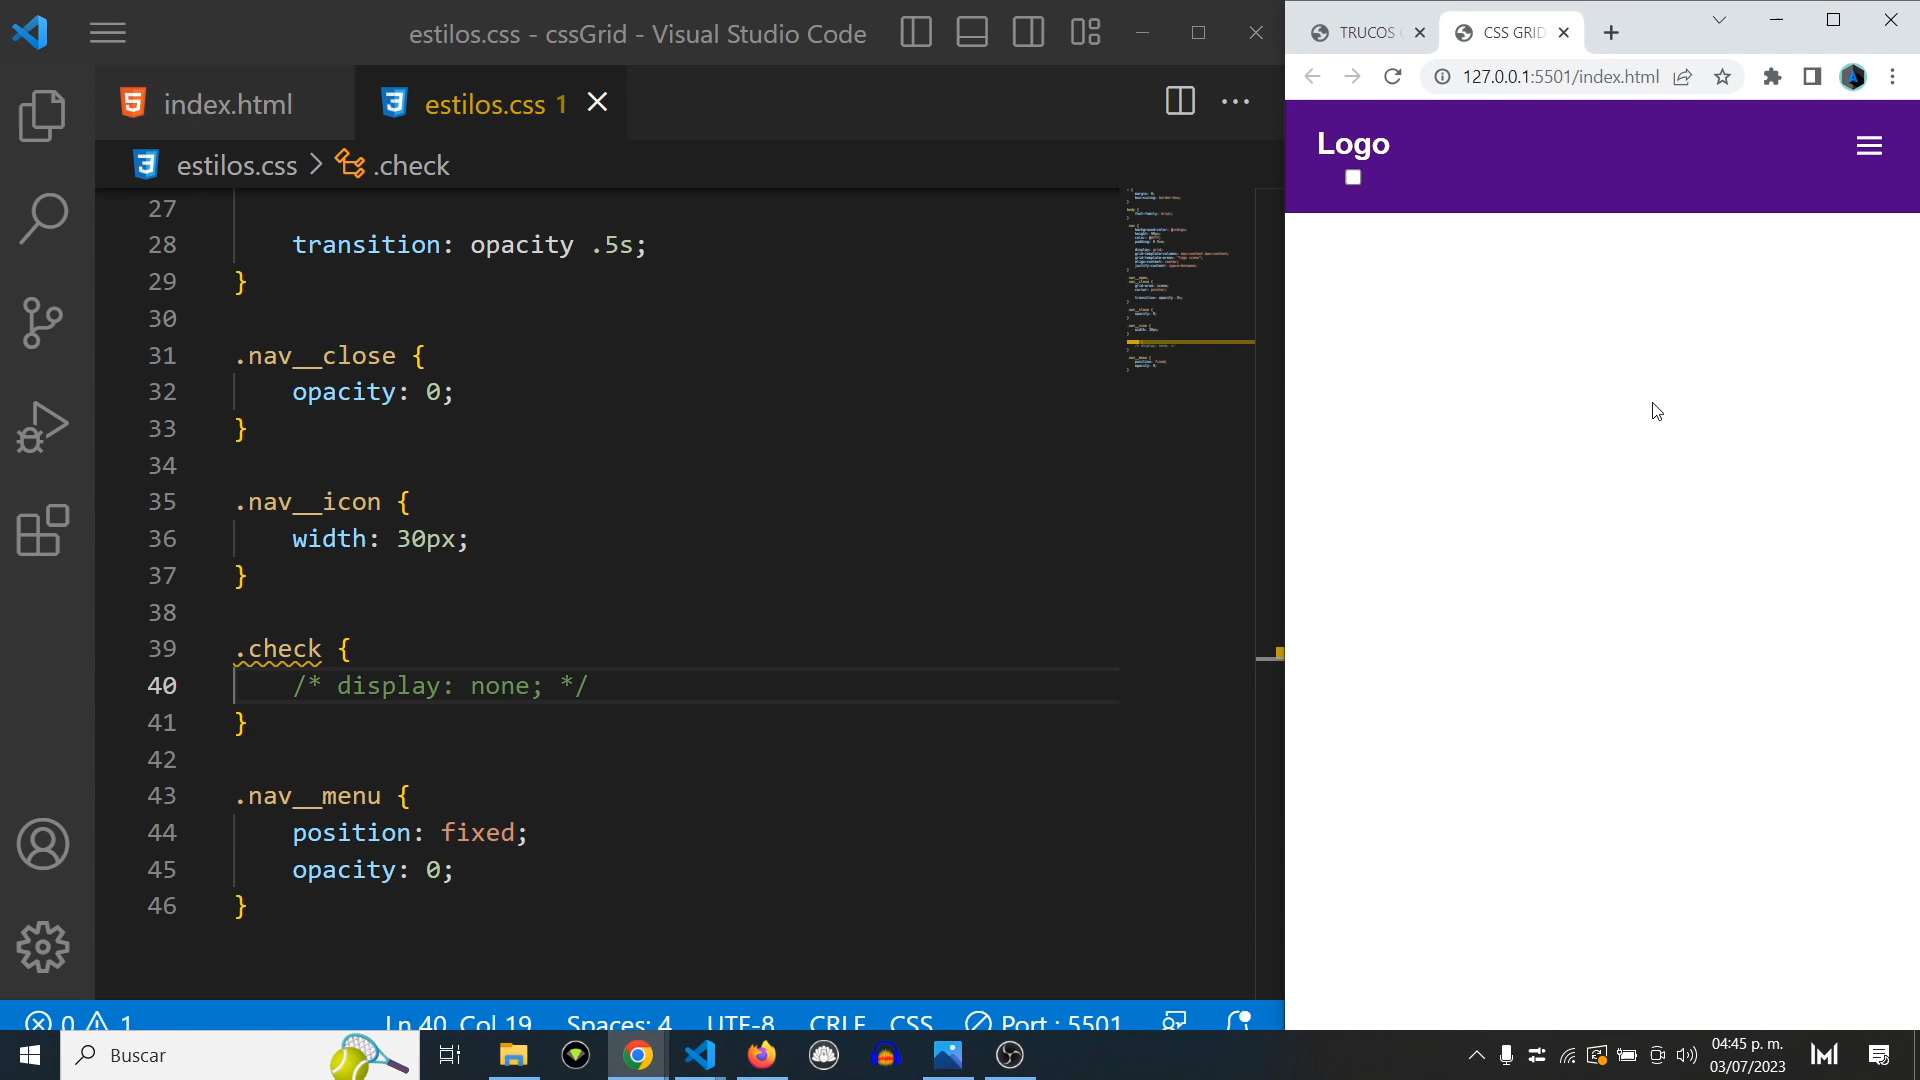 estilos.css - cssGrid - Visual Studio Code
index.html
estilos.css 1
estilos.css > .check
27
28 transition: opacity .5s;
29 }
30
31 .nav__close {
32 opacity: 0;
33 }
34
35 .nav__icon {
36 width: 30px;
37 }
38
39 .check {
40 /* display: none; */
41 }
42
43 .nav__menu {
44 position: fixed;
45 opacity: 0;
46 }
0 1 Ln 40, Col 19 Spaces: 4 UTF-8 CRLF CSS Port : 5501
TRUCOS
CSS GRID
127.0.0.1:5501/index.html
Logo
Buscar
04:45 p. m.
03/07/2023